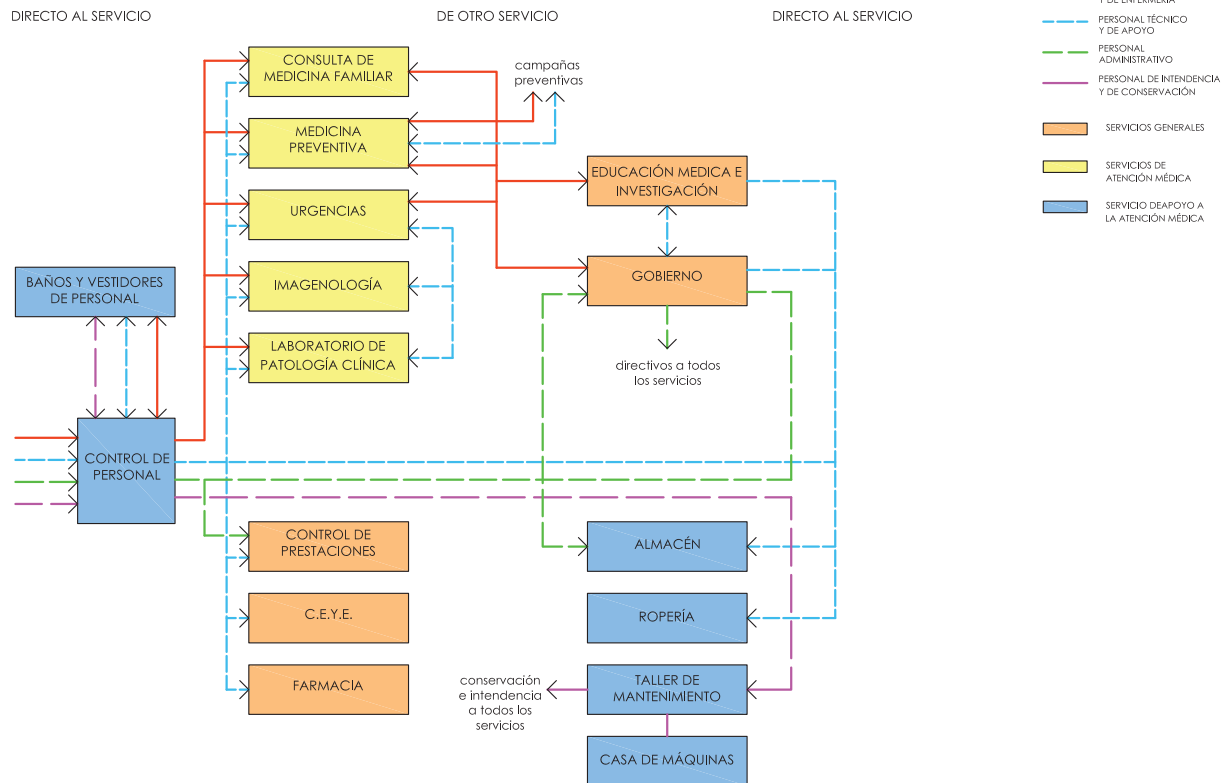 DIRECTO AL SERVICIO
DE OTRO SERVICIO
DIRECTO AL SERVICIO
Y DE ENFERMERIA
PERSONAL TÉCNICO
Y DE APOYO
PERSONAL
ADMINISTRATIVO
PERSONAL DE INTENDENCIA
Y DE CONSERVACIÓN
SERVICIOS GENERALES
SERVICIOS DE
ATENCIÓN MÉDICA
SERVICIO DEAPOYO A
LA ATENCIÓN MÉDICA
CONSULTA DE
MEDICINA FAMILIAR
campañas
preventivas
MEDICINA
PREVENTIVA
EDUCACIÓN MEDICA E
INVESTIGACIÓN
URGENCIAS
GOBIERNO
BAÑOS Y VESTIDORES
DE PERSONAL
IMAGENOLOGÍA
LABORATORIO DE
PATOLOGÍA CLÍNICA
directivos a todos
los servicios
CONTROL DE
PERSONAL
CONTROL DE
PRESTACIONES
ALMACÉN
C.E.Y.E.
ROPERÍA
FARMACÍA
conservación
e intendencia
a todos los
servicios
TALLER DE
MANTENIMIENTO
CASA DE MÁQUINAS